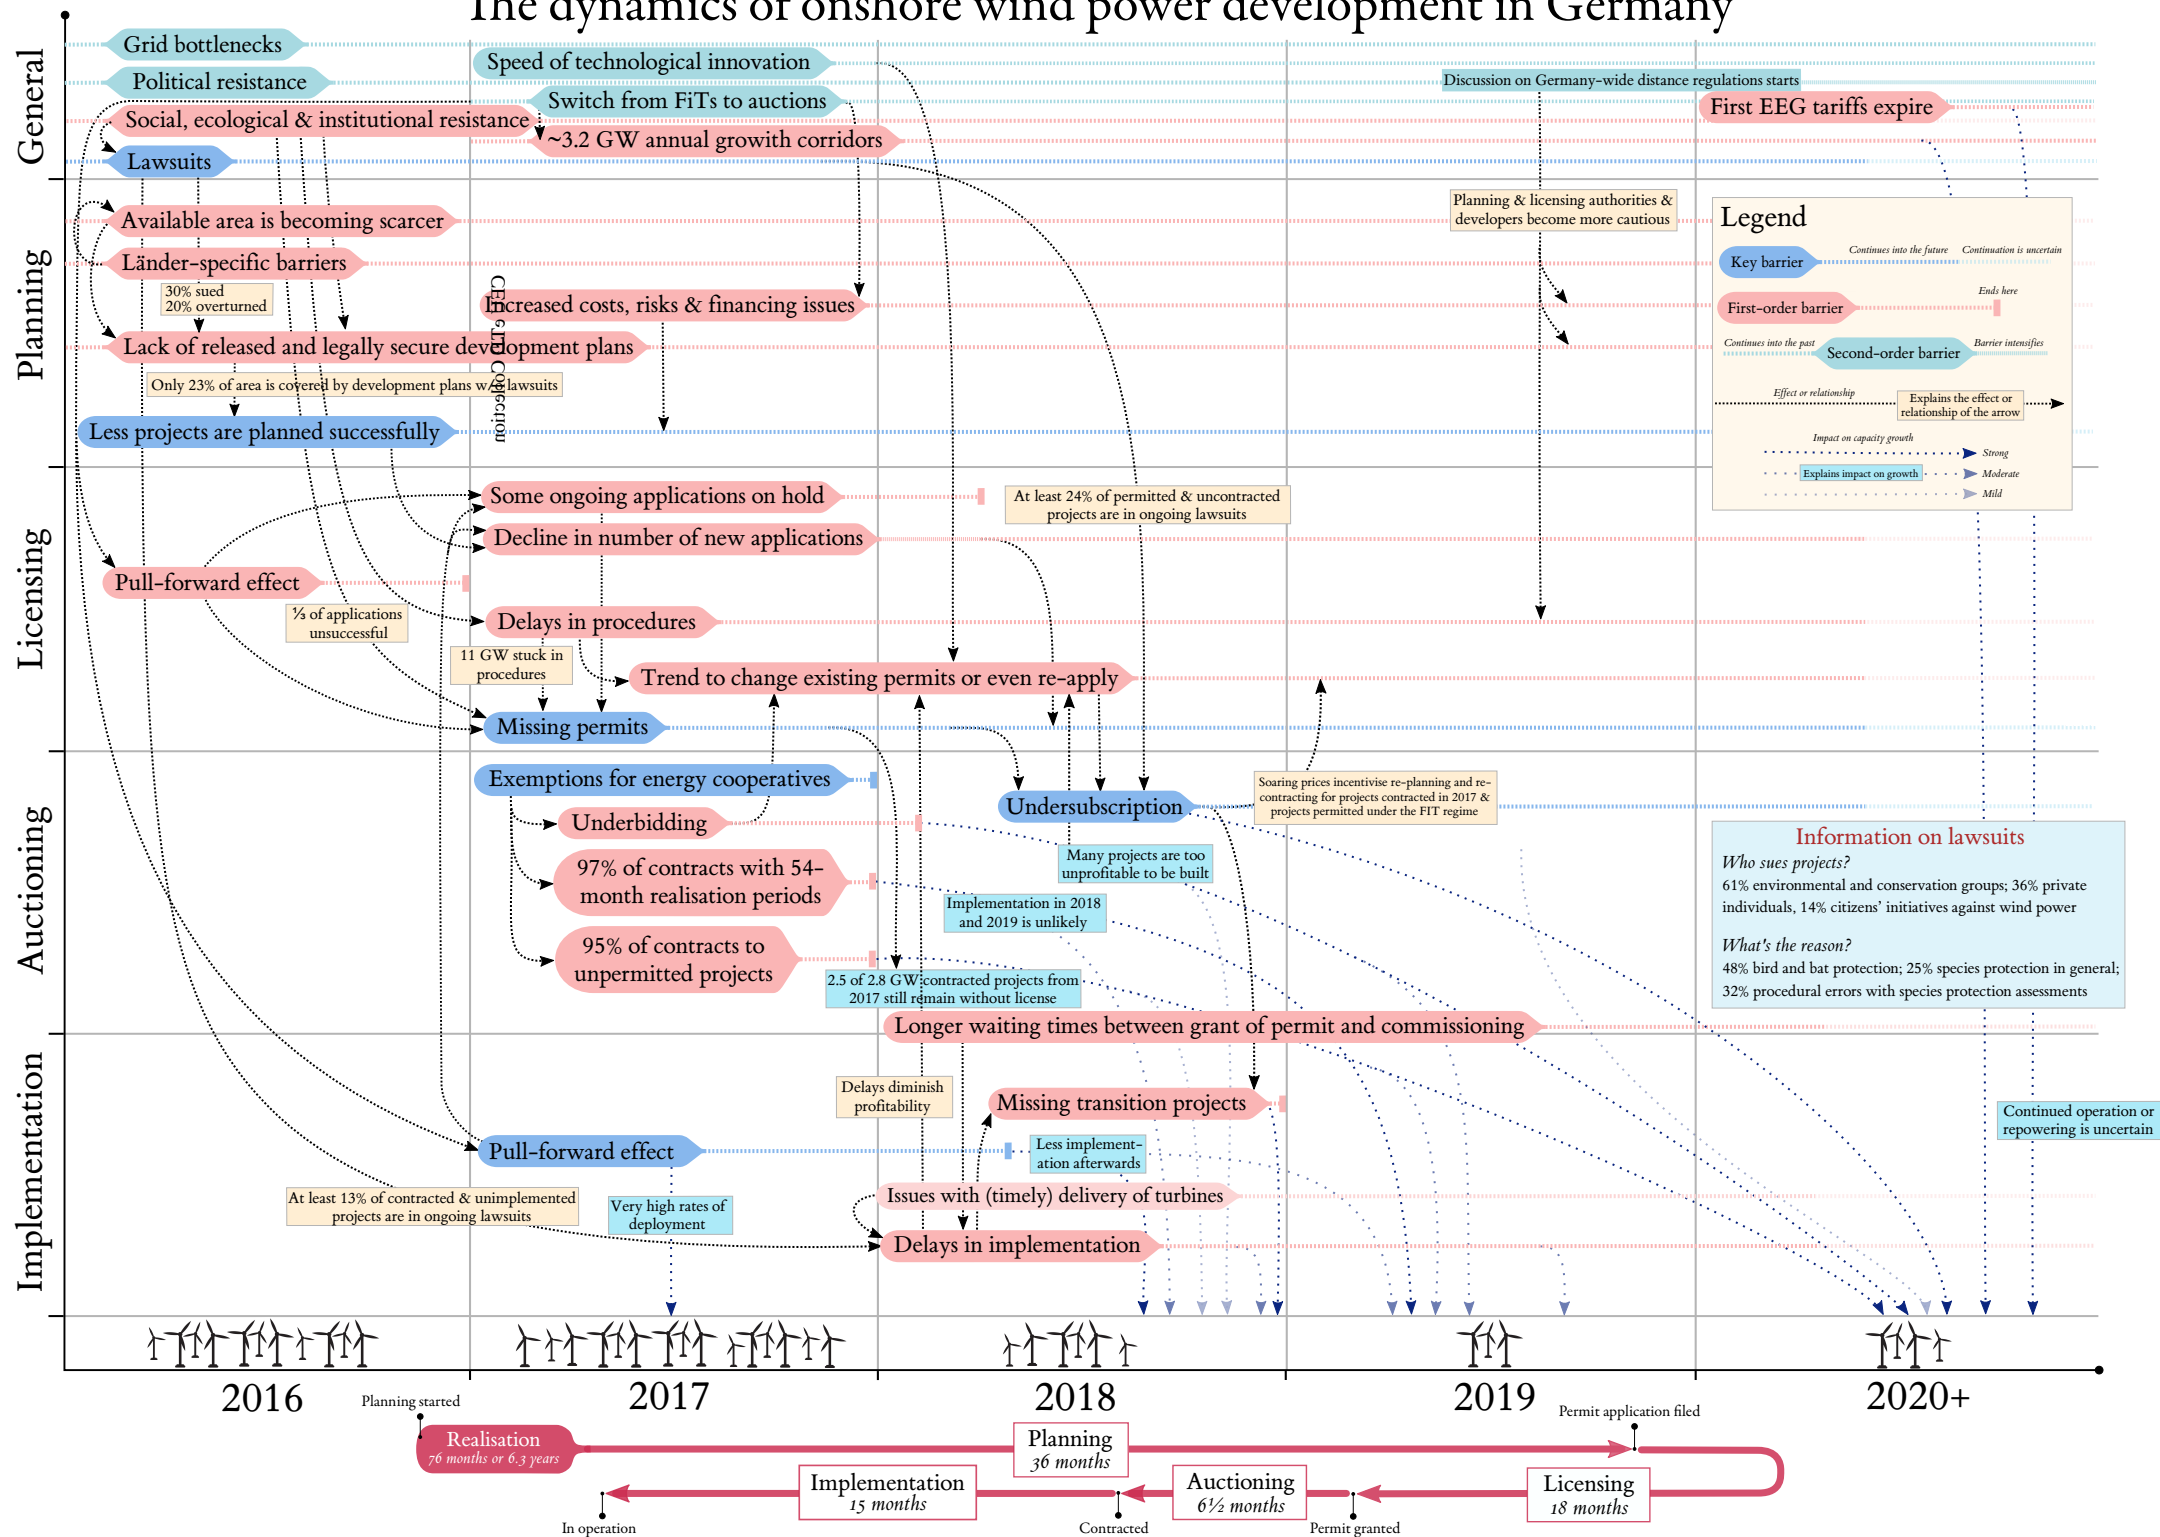 The dynamics of onshore wind power development in Germany
General
Grid bottlenecks
Speed of technological innovation
Political resistance
Discussion on Germany-wide distance regulations starts
Switch from FiTs to auctions
First EEG tariffs expire
Social, ecological & institutional resistance
~3.2 GW annual growth corridors
Lawsuits
Planning
Available area is becoming scarcer
Planning & licensing authorities &
developers become more cautious
Länder-specific barriers
30% sued
20% overturned
Increased costs, risks & financing issues
Lack of released and legally secure development plans
Only 23% of area is covered by development plans w/o lawsuits
Less projects are planned successfully
Legend
Key barrier
Continues into the future
Continuation is uncertain
First-order barrier
Ends here
Continues into the past
Second-order barrier
Barrier intensifies
Effect or relationship
Explains the effect or
relationship of the arrow
Impact on capacity growth
Strong
Explains impact on growth
Moderate
Mild
Licensing
Some ongoing applications on hold
At least 24% of permitted & uncontracted
projects are in ongoing lawsuits
Decline in number of new applications
Pull-forward effect
⅓ of applications
unsuccessful
Delays in procedures
11 GW stuck in
procedures
Trend to change existing permits or even re-apply
Missing permits
Auctioning
Exemptions for energy cooperatives
Undersubscription
Soaring prices incentivise re-planning and re-
contracting for projects contracted in 2017 &
projects permitted under the FIT regime
Underbidding
97% of contracts with 54-
month realisation periods
Many projects are too
unprofitable to be built
Implementation in 2018
and 2019 is unlikely
95% of contracts to
unpermitted projects
2.5 of 2.8 GW contracted projects from
2017 still remain without license
Information on lawsuits
Who sues projects?
61% environmental and conservation groups; 36% private
individuals, 14% citizens' initiatives against wind power
What's the reason?
48% bird and bat protection; 25% species protection in general;
32% procedural errors with species protection assessments
Longer waiting times between grant of permit and commissioning
Implementation
Delays diminish
profitability
Missing transition projects
Continued operation or
repowering is uncertain
Pull-forward effect
Less implement-
ation afterwards
At least 13% of contracted & unimplemented
projects are in ongoing lawsuits
Very high rates of
deployment
Issues with (timely) delivery of turbines
Delays in implementation
2016
2017
2018
2019
2020+
Planning started
Permit application filed
Realisation
76 months or 6.3 years
Planning
36 months
Implementation
15 months
Auctioning
6½ months
Licensing
18 months
In operation
Contracted
Permit granted